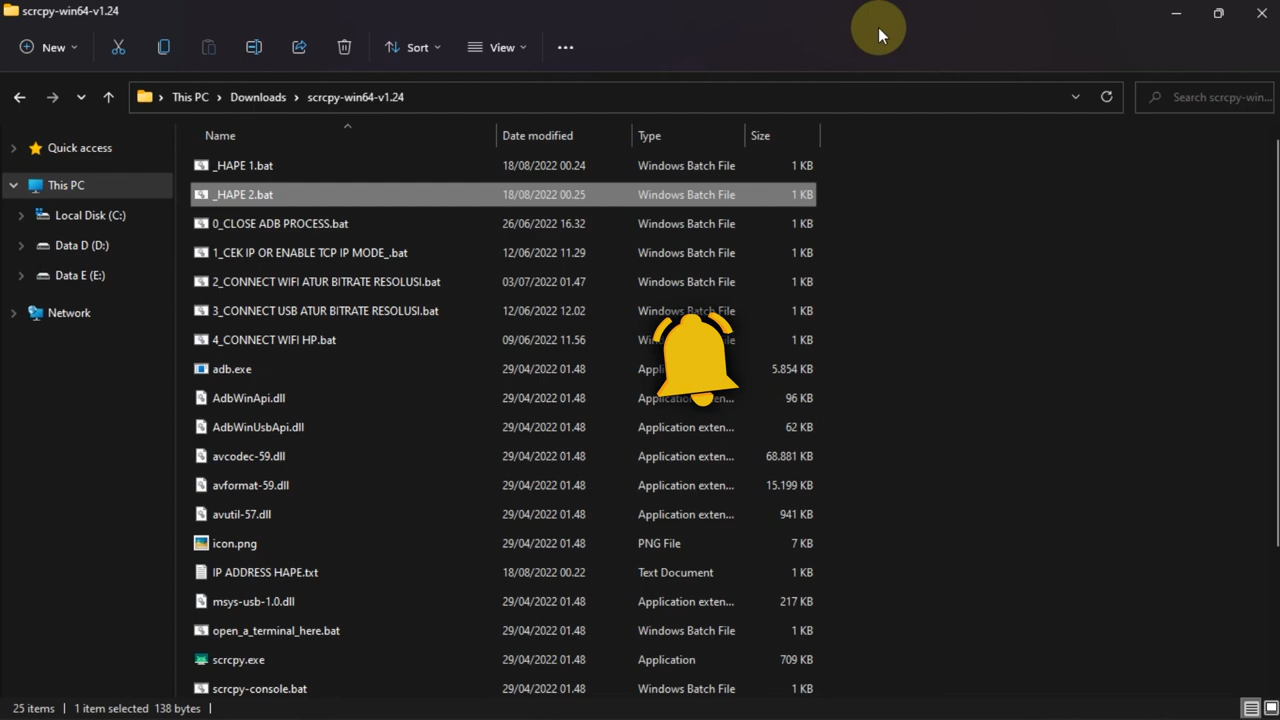 scrcpy-win64-v1.24
New Sort View
This PC Downloads scrcpy-win64-v1.24 Search scrcpy-win...
Name Date modified Type Size
Quick access
This PC
Local Disk (C:)
Data D (D:)
Data E (E:)
Network
_HAPE 1.bat 18/08/2022 00.24 Windows Batch File 1 KB
_HAPE 2.bat 18/08/2022 00.25 Windows Batch File 1 KB
0_CLOSE ADB PROCESS.bat 26/06/2022 16.32 Windows Batch File 1 KB
1_CEK IP OR ENABLE TCP IP MODE_.bat 12/06/2022 11.29 Windows Batch File 1 KB
2_CONNECT WIFI ATUR BITRATE RESOLUSI.bat 03/07/2022 01.47 Windows Batch File 1 KB
3_CONNECT USB ATUR BITRATE RESOLUSI.bat 12/06/2022 12.02 Windows Batch File 1 KB
4_CONNECT WIFI HP.bat 09/06/2022 11.56 File 1 KB
adb.exe 29/04/2022 01.48 5.854 KB
AdbWinApi.dll 29/04/2022 01.48 96 KB
AdbWinUsbApi.dll 29/04/2022 01.48 Application exten... 62 KB
avcodec-59.dll 29/04/2022 01.48 Application exten... 68.881 KB
avformat-59.dll 29/04/2022 01.48 Application exten... 15.199 KB
avutil-57.dll 29/04/2022 01.48 Application exten... 941 KB
icon.png 29/04/2022 01.48 PNG File 7 KB
IP ADDRESS HAPE.txt 18/08/2022 00.22 Text Document 1 KB
msys-usb-1.0.dll 29/04/2022 01.48 Application exten... 217 KB
open_a_terminal_here.bat 29/04/2022 01.48 Windows Batch File 1 KB
scrcpy.exe 29/04/2022 01.48 Application 709 KB
scrcpy-console.bat 29/04/2022 01.48 Windows Batch File 1 KB
25 items 1 item selected 138 bytes